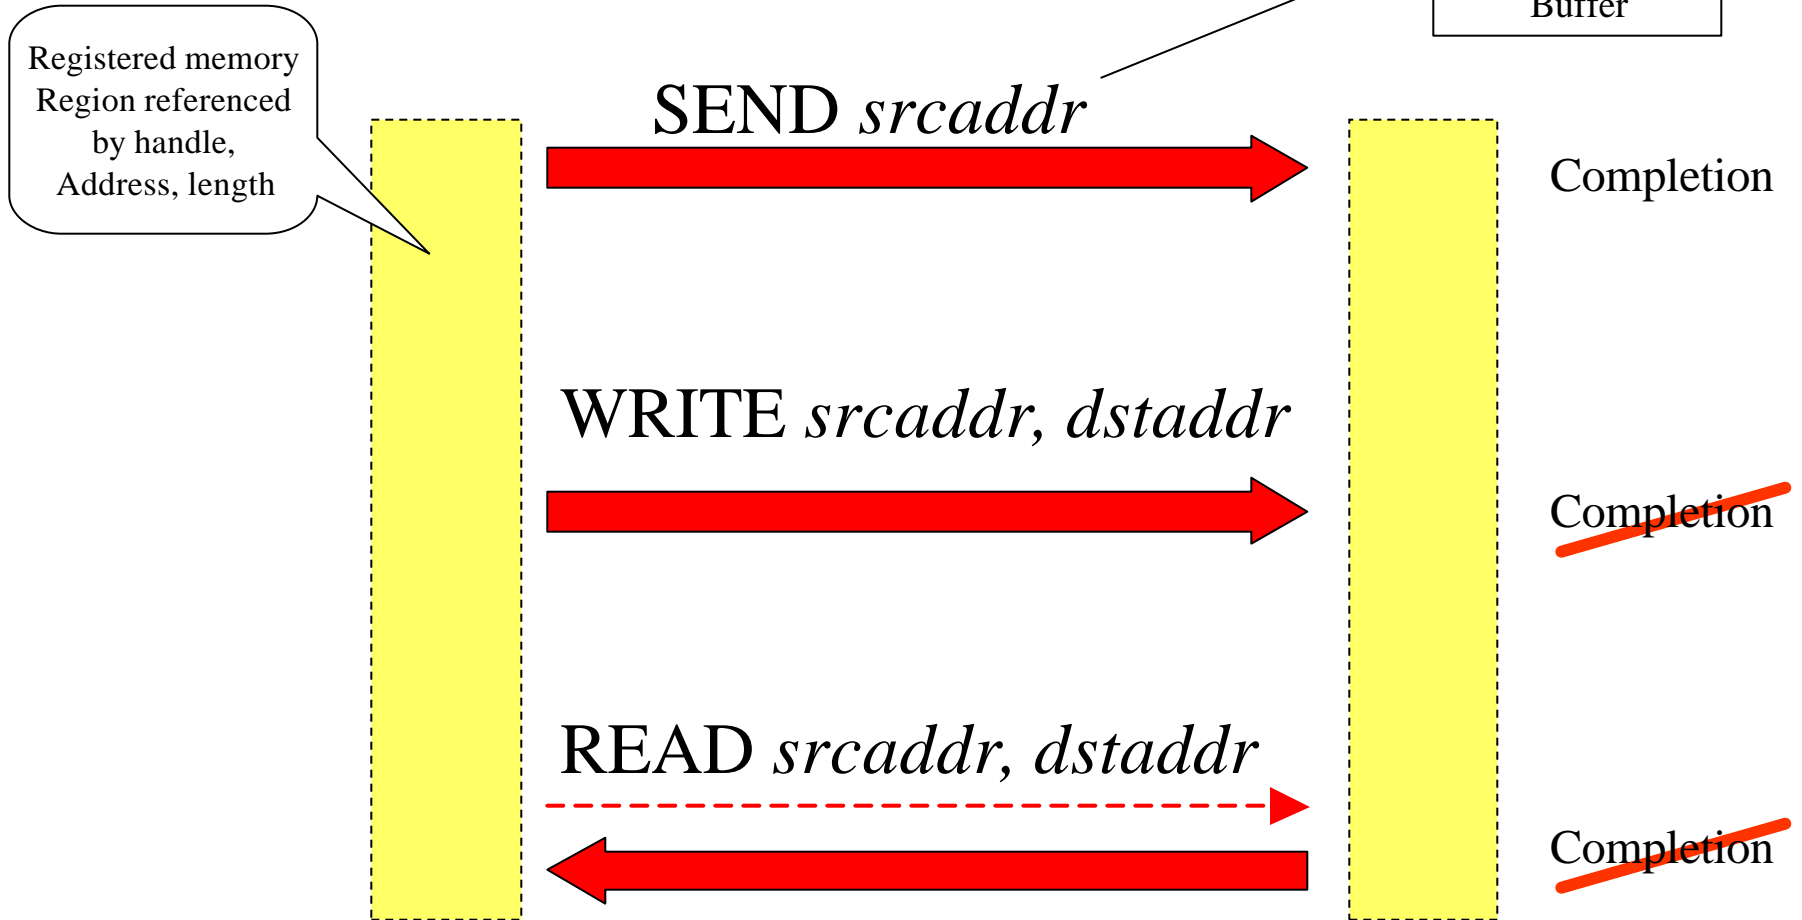 Buffer
Registered memory
Region referenced
by handle,
Address, length
SEND srcaddr
Completion
WRITE srcaddr, dstaddr
Completion
READ srcaddr, dstaddr
Completion